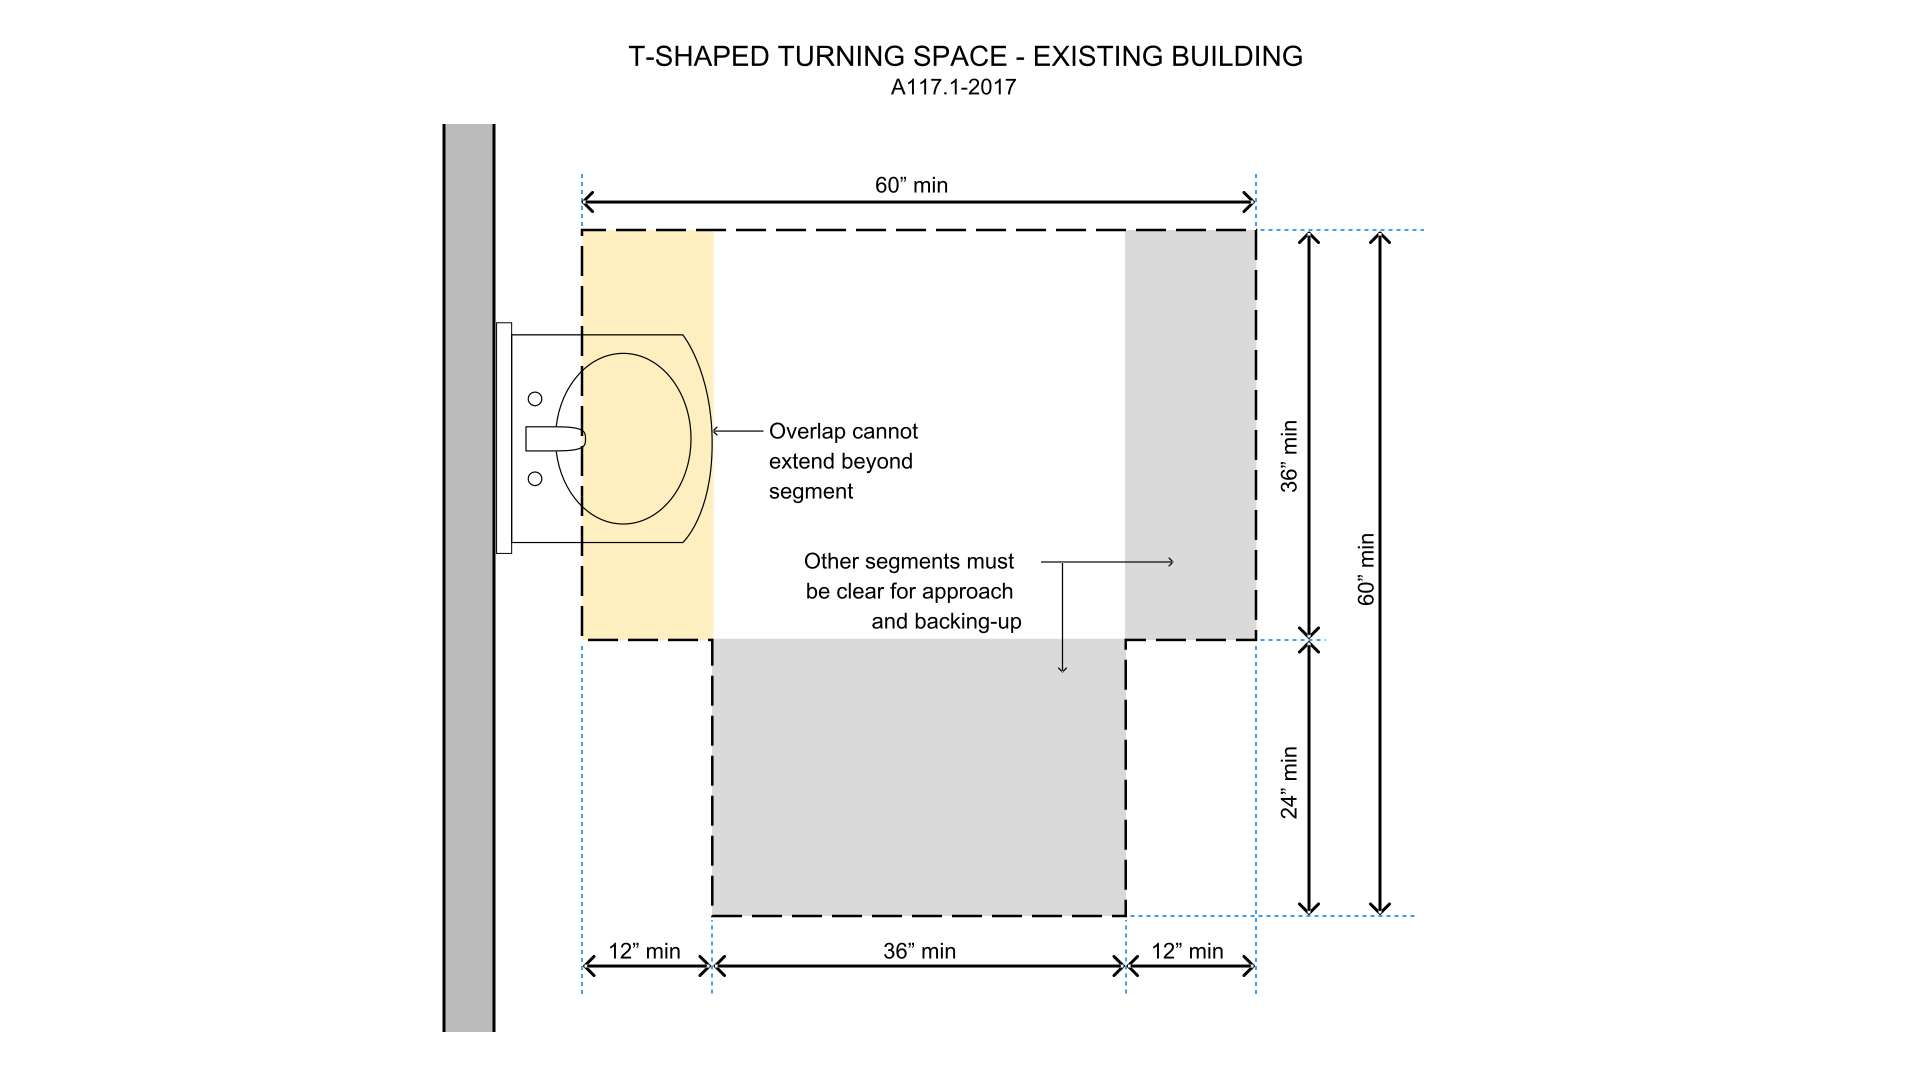 T-SHAPED TURNING SPACE - EXISTING BUILDING
A117.1-2017
60” min
Overlap cannot
extend beyond
segment
Other segments must
be clear for approach
and backing-up
36” min
60” min
24” min
12” min
36” min
12” min